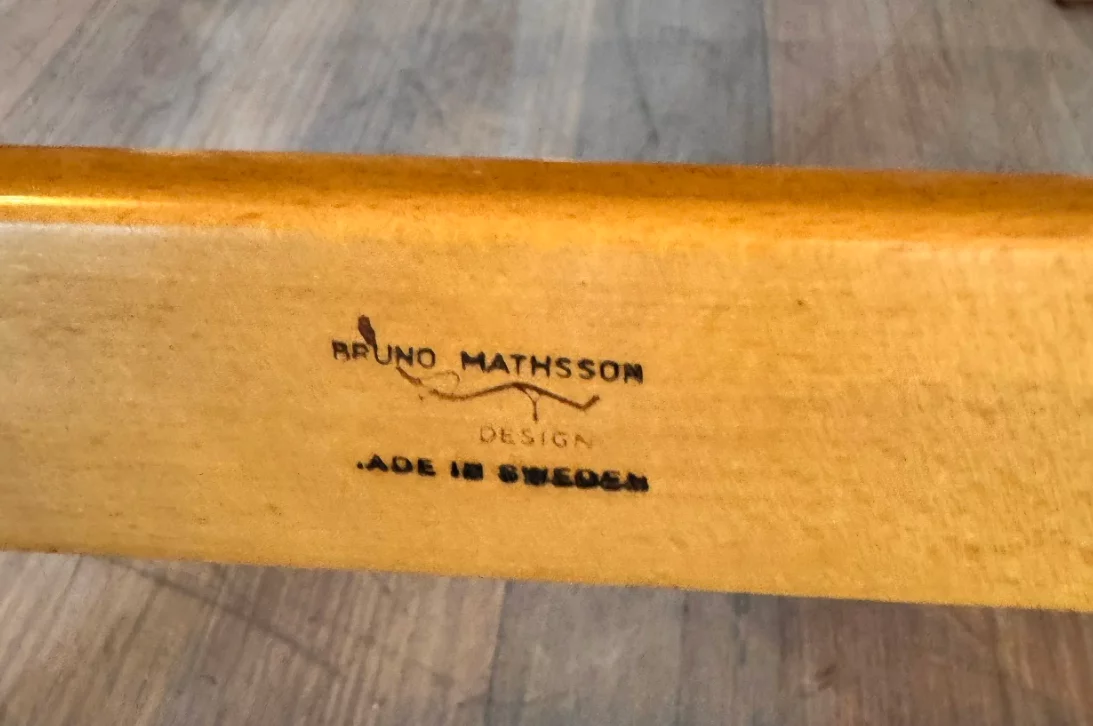 BRUNO MATHSSON
DESIGN
.ADE IN SWEDEN